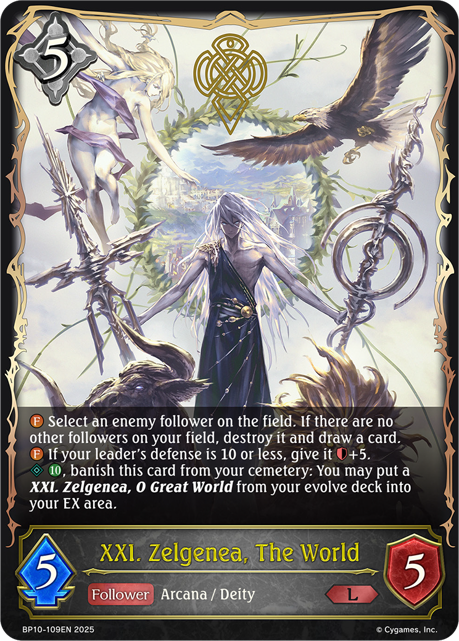 5
F Select an enemy follower on the field. If there are no
other followers on your field, destroy it and draw a card.
F If your leader's defense is 10 or less, give it +5.
10, banish this card from your cemetery: You may put a
XXI. Zelgenea, O Great World from your evolve deck into
your EX area.
XXI. Zelgenea, The World
5
Follower Arcana / Deity L
5
BP10-109EN 2025 © Cygames, Inc.